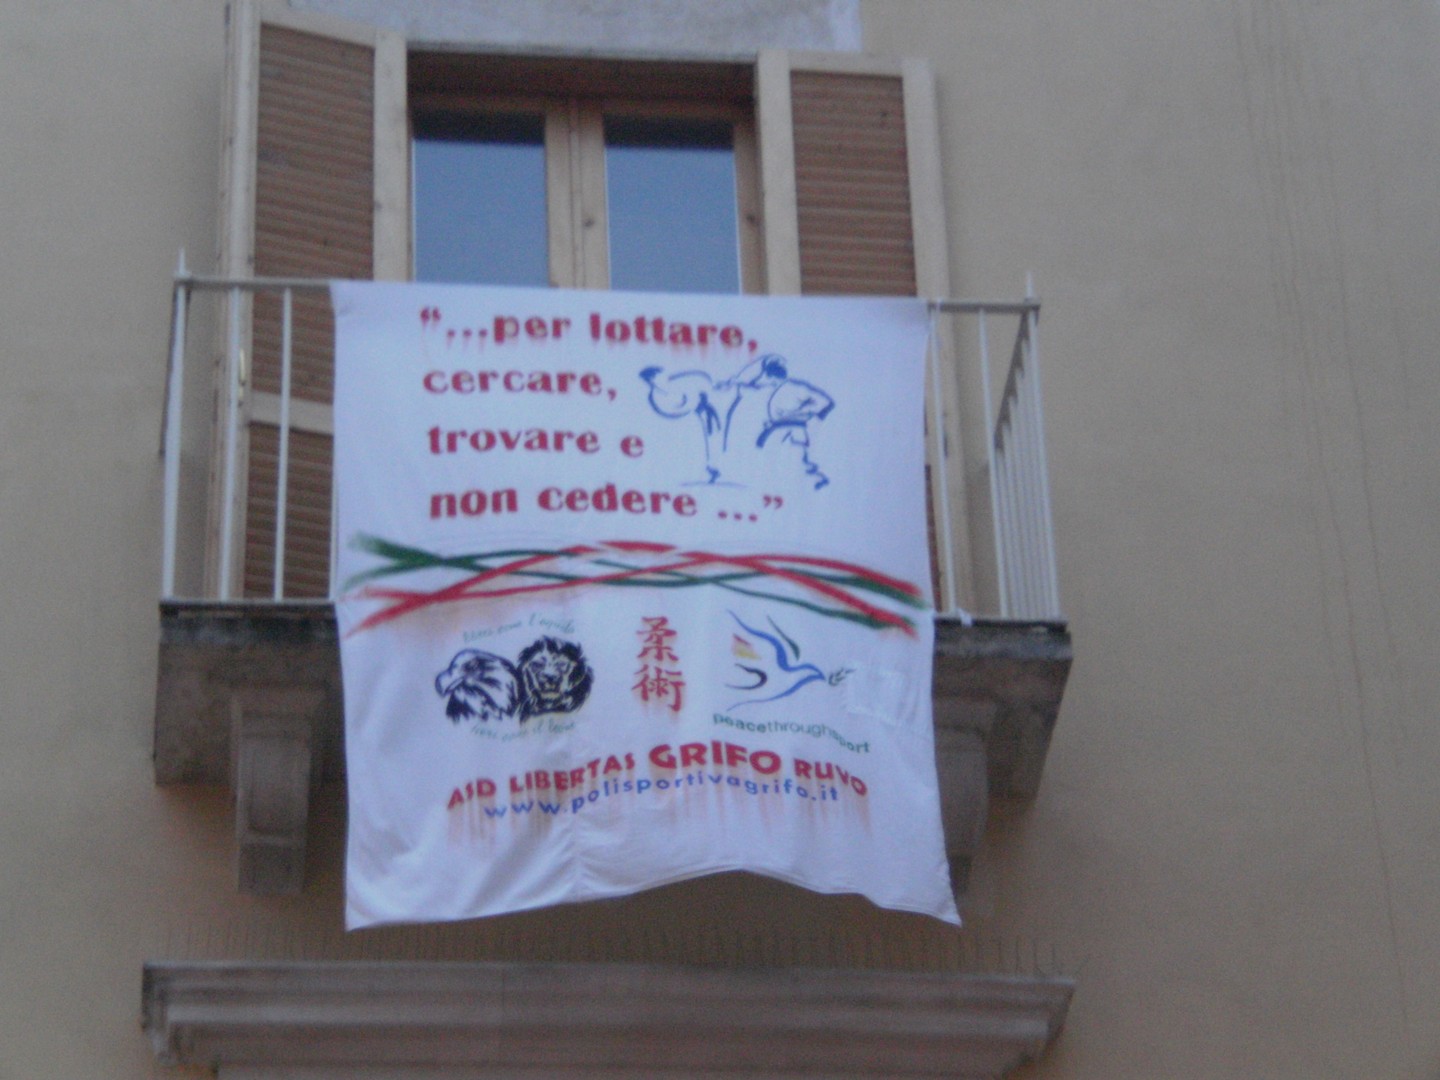 “...per lottare,
cercare,
trovare e
non cedere ...”
柔術
peacethroughsport
ASD LIBERTAS GRIFO RUVO
www.polisportivagrifo.it